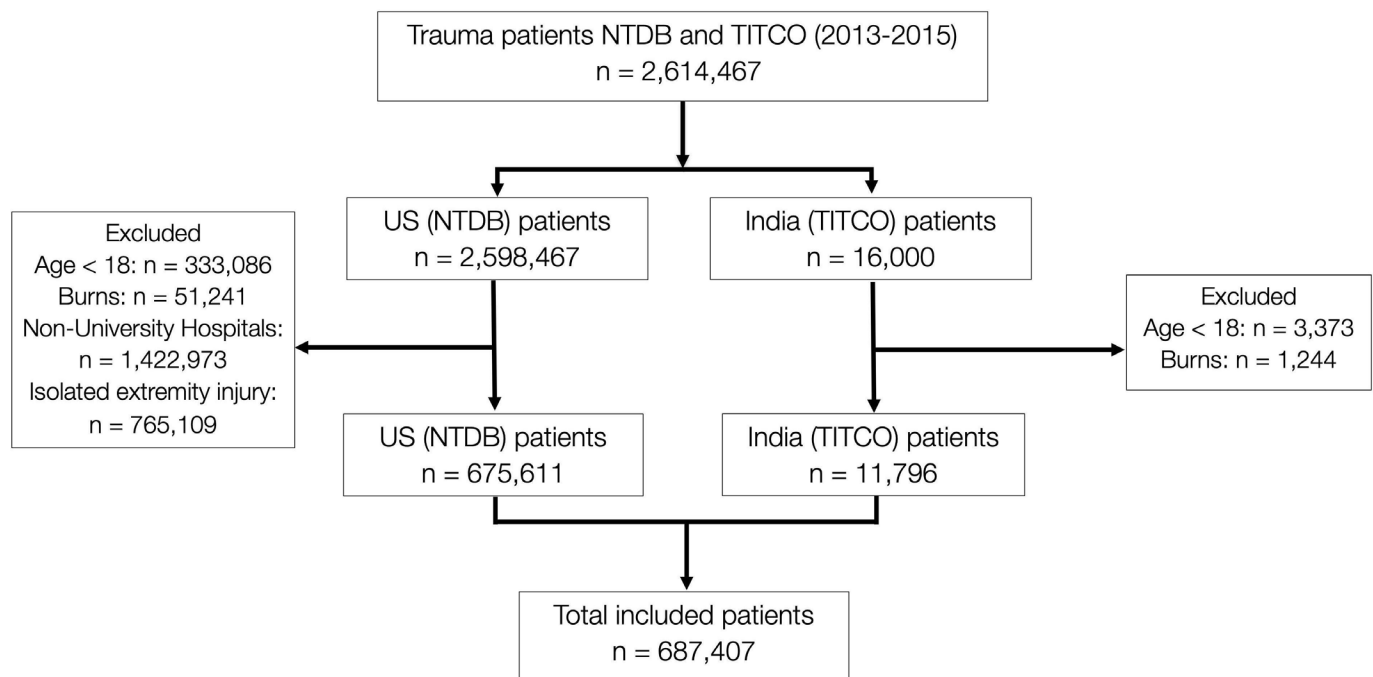 Trauma patients NTDB and TITCO (2013-2015)
n = 2,614,467
US (NTDB) patients
n = 2,598,467
India (TITCO) patients
n = 16,000
Excluded
Age < 18: n = 333,086
Burns: n = 51,241
Non-University Hospitals:
n = 1,422,973
Isolated extremity injury:
n = 765,109
Excluded
Age < 18: n = 3,373
Burns: n = 1,244
US (NTDB) patients
n = 675,611
India (TITCO) patients
n = 11,796
Total included patients
n = 687,407